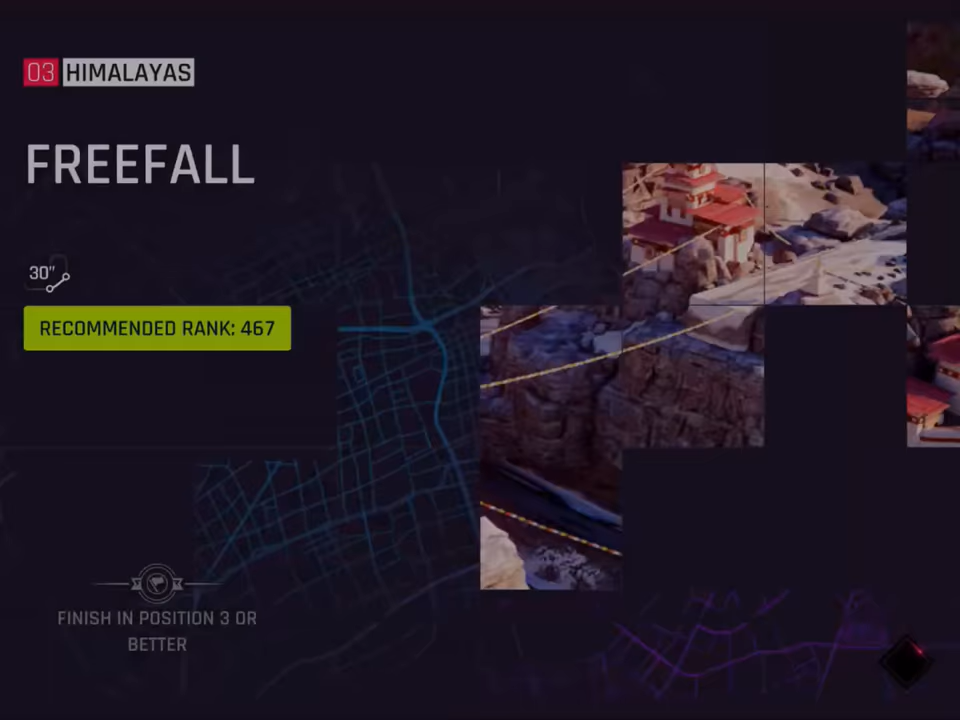 03 HIMALAYAS
FREEFALL
30"
RECOMMENDED RANK: 467
FINISH IN POSITION 3 OR
BETTER